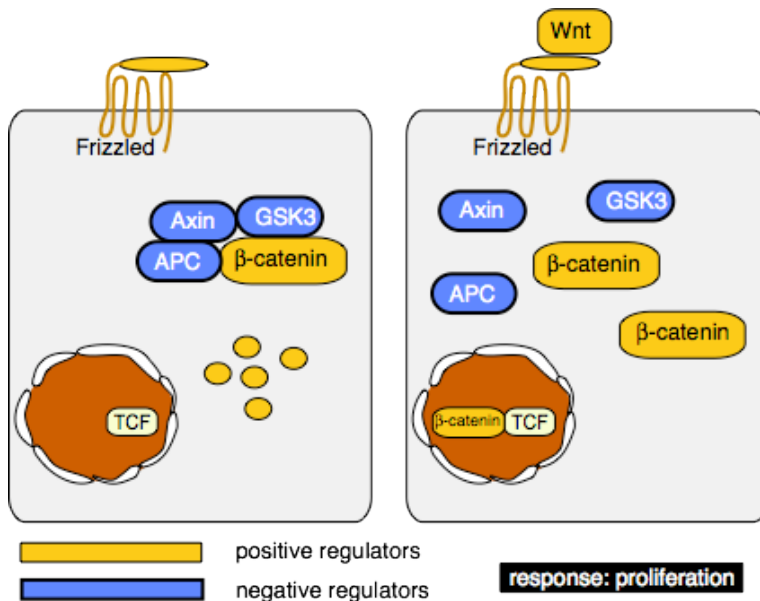 Wnt
Frizzled
Frizzled
Axin
GSK3
APC
β-catenin
TCF
Axin
GSK3
β-catenin
APC
β-catenin
β-catenin
TCF
positive regulators
negative regulators
response: proliferation